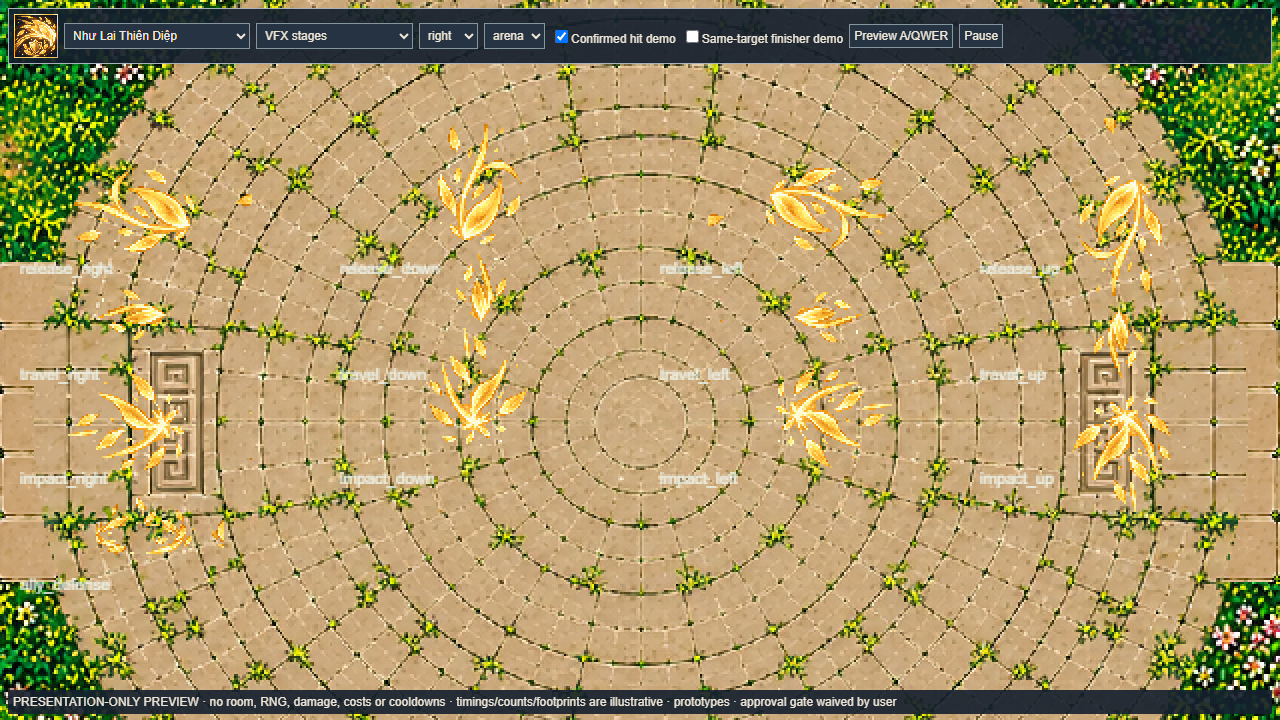 Như Lai Thiên Diệp VFX stages right arena Confirmed hit demo Same-target finisher demo Preview A/QWER Pause
release_right release_down release_left release_up
travel_right travel_down travel_left travel_up
impact_right impact_down impact_left impact_up
ally_defense
PRESENTATION-ONLY PREVIEW · no room, RNG, damage, costs or cooldowns · timings/counts/footprints are illustrative · prototypes · approval gate waived by user